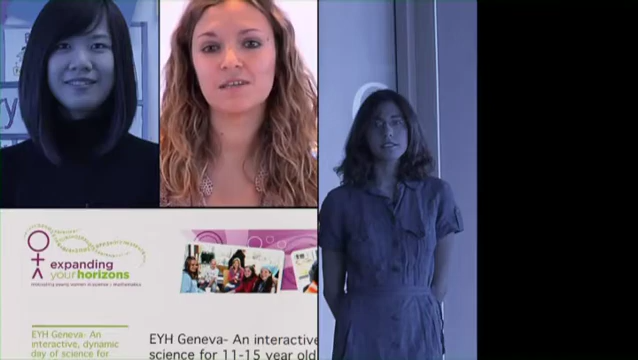 expanding
your horizons
EYH Geneva- An
interactive, dynamic
day of science for
EYH Geneva- An interactive
science for 11-15 year old